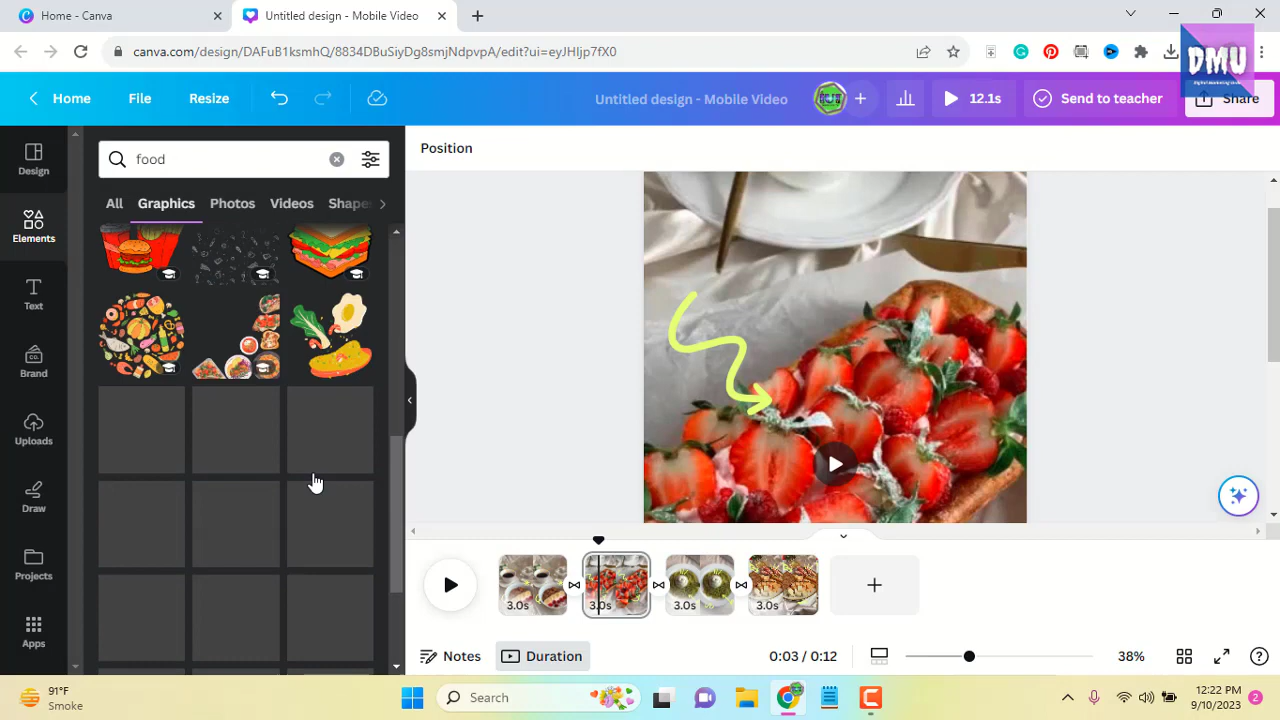 Home - Canva
Untitled design - Mobile Video
canva.com/design/DAFuB1ksmhQ/8834DBuSiyDg8smjNdpvpA/edit?ui=eyJHIjp7fX0
DMU
Home
File
Resize
Untitled design - Mobile Video
12.1s
Send to teacher
Share
Design
Elements
Text
Brand
Uploads
Draw
Projects
Apps
food
All
Graphics
Photos
Videos
Shape
Position
3.0s
3.0s
3.0s
3.0s
Notes
Duration
0:03 / 0:12
38%
91°F
Smoke
Search
12:22 PM
9/10/2023
2